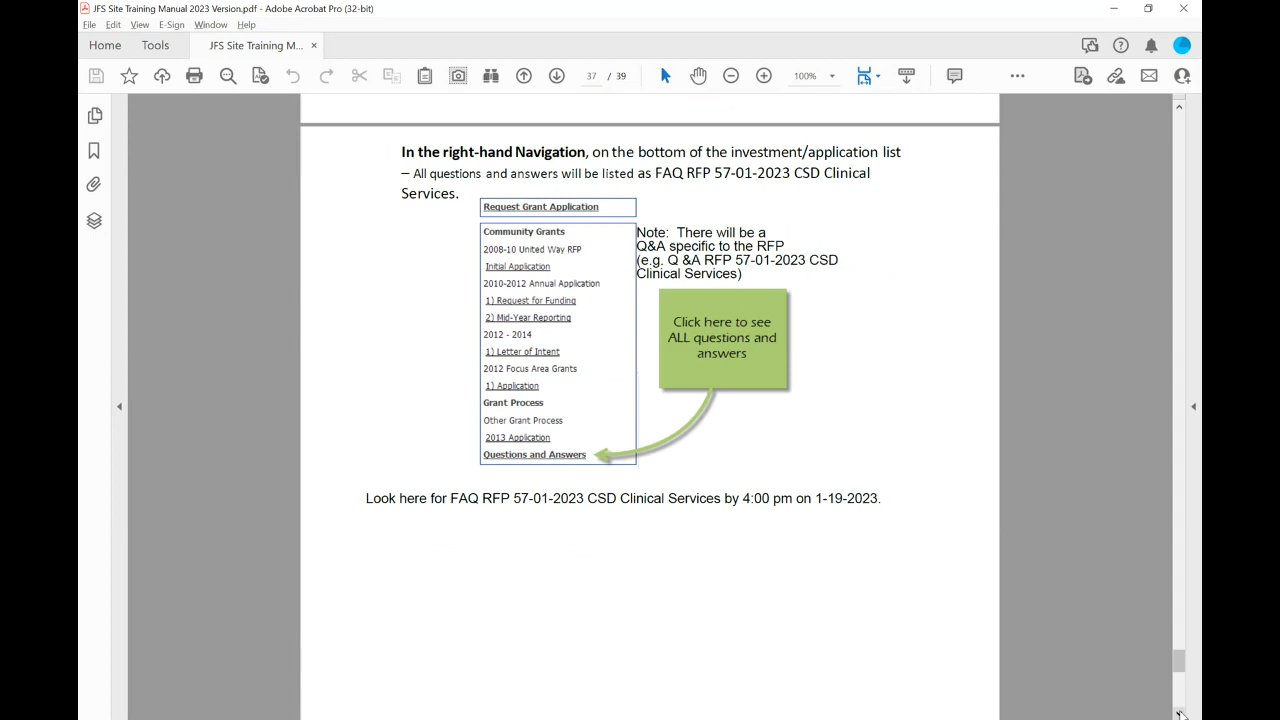 JFS Site Training Manual 2023 Version.pdf - Adobe Acrobat Pro (32-bit)
File Edit View E-Sign Window Help
Home Tools JFS Site Training M... ×
37 / 39 100%
In the right-hand Navigation, on the bottom of the investment/application list
– All questions and answers will be listed as FAQ RFP 57-01-2023 CSD Clinical
Services.
Request Grant Application
Community Grants
2008-10 United Way RFP
Initial Application
2010-2012 Annual Application
1) Request for Funding
2) Mid-Year Reporting
2012 - 2014
1) Letter of Intent
2012 Focus Area Grants
1) Application
Grant Process
Other Grant Process
2013 Application
Questions and Answers
Note: There will be a
Q&A specific to the RFP
(e.g. Q &A RFP 57-01-2023 CSD
Clinical Services)
Click here to see
ALL questions and
answers
Look here for FAQ RFP 57-01-2023 CSD Clinical Services by 4:00 pm on 1-19-2023.